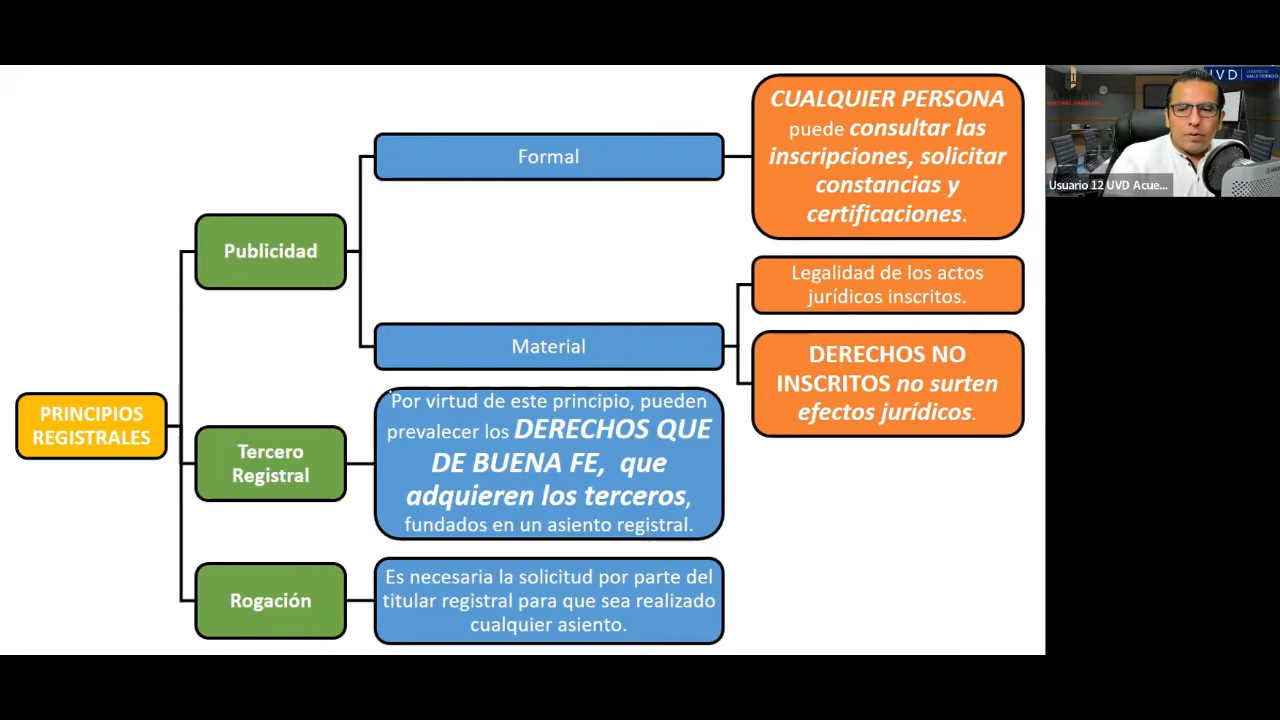 PRINCIPIOS
REGISTRALES
Publicidad
Formal
CUALQUIER PERSONA
puede consultar las
inscripciones, solicitar
constancias y
certificaciones.
Material
Legalidad de los actos
jurídicos inscritos.
DERECHOS NO
INSCRITOS no surten
efectos jurídicos.
Tercero
Registral
Por virtud de este principio, pueden
prevalecer los DERECHOS QUE
DE BUENA FE, que
adquieren los terceros,
fundados en un asiento registral.
Rogación
Es necesaria la solicitud por parte del
titular registral para que sea realizado
cualquier asiento.
UVD
Usuario 12 UVD Acue...